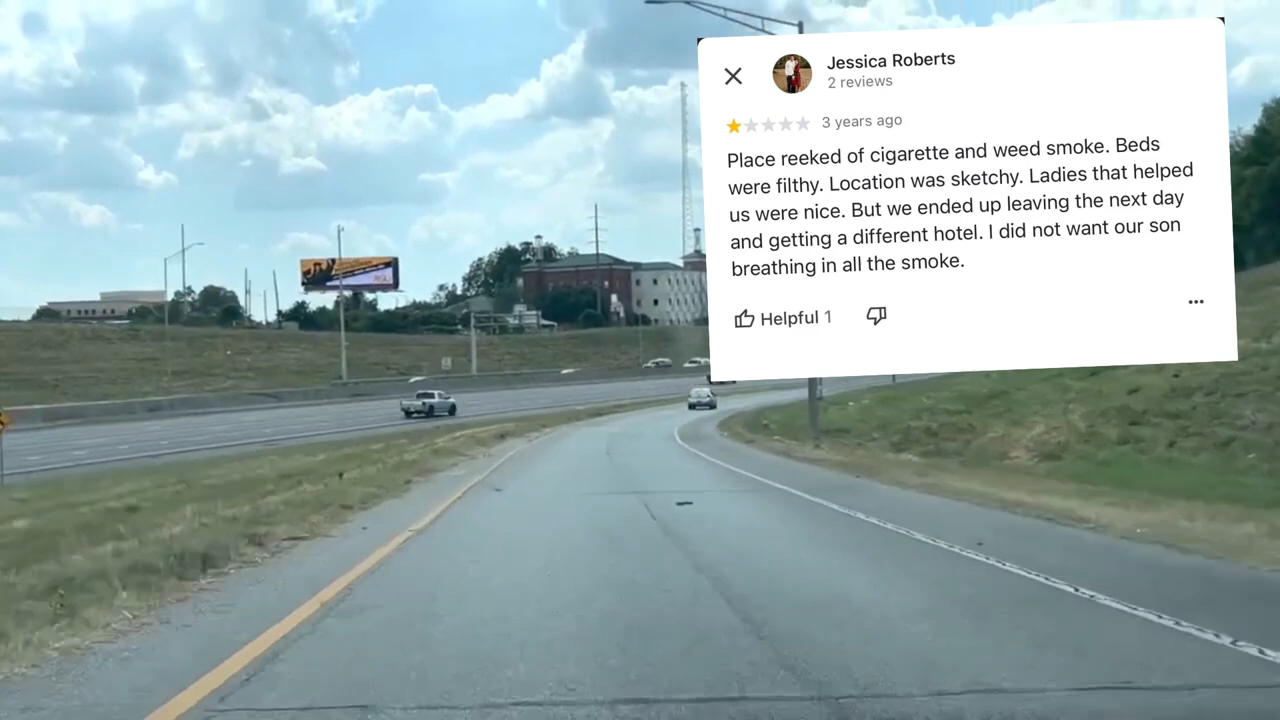 Jessica Roberts
2 reviews
3 years ago
Place reeked of cigarette and weed smoke. Beds
were filthy. Location was sketchy. Ladies that helped
us were nice. But we ended up leaving the next day
and getting a different hotel. I did not want our son
breathing in all the smoke.
Helpful 1